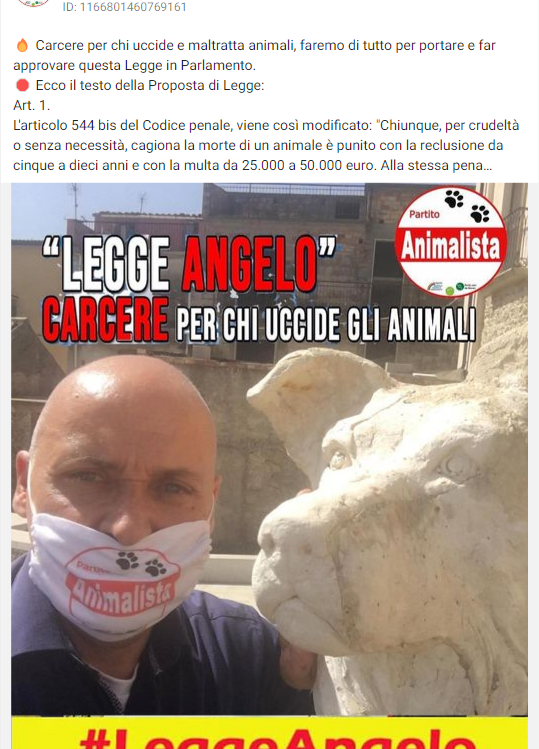 ID: 1166801460769161
🔥 Carcere per chi uccide e maltratta animali, faremo di tutto per portare e far
approvare questa Legge in Parlamento.
🛑 Ecco il testo della Proposta di Legge:
Art. 1.
L'articolo 544 bis del Codice penale, viene così modificato: "Chiunque, per crudeltà
o senza necessità, cagiona la morte di un animale è punito con la reclusione da
cinque a dieci anni e con la multa da 25.000 a 50.000 euro. Alla stessa pena...
Partito
Animalista
“LEGGE ANGELO”
CARCERE PER CHI UCCIDE GLI ANIMALI
Animalista
#LeggeAngelo